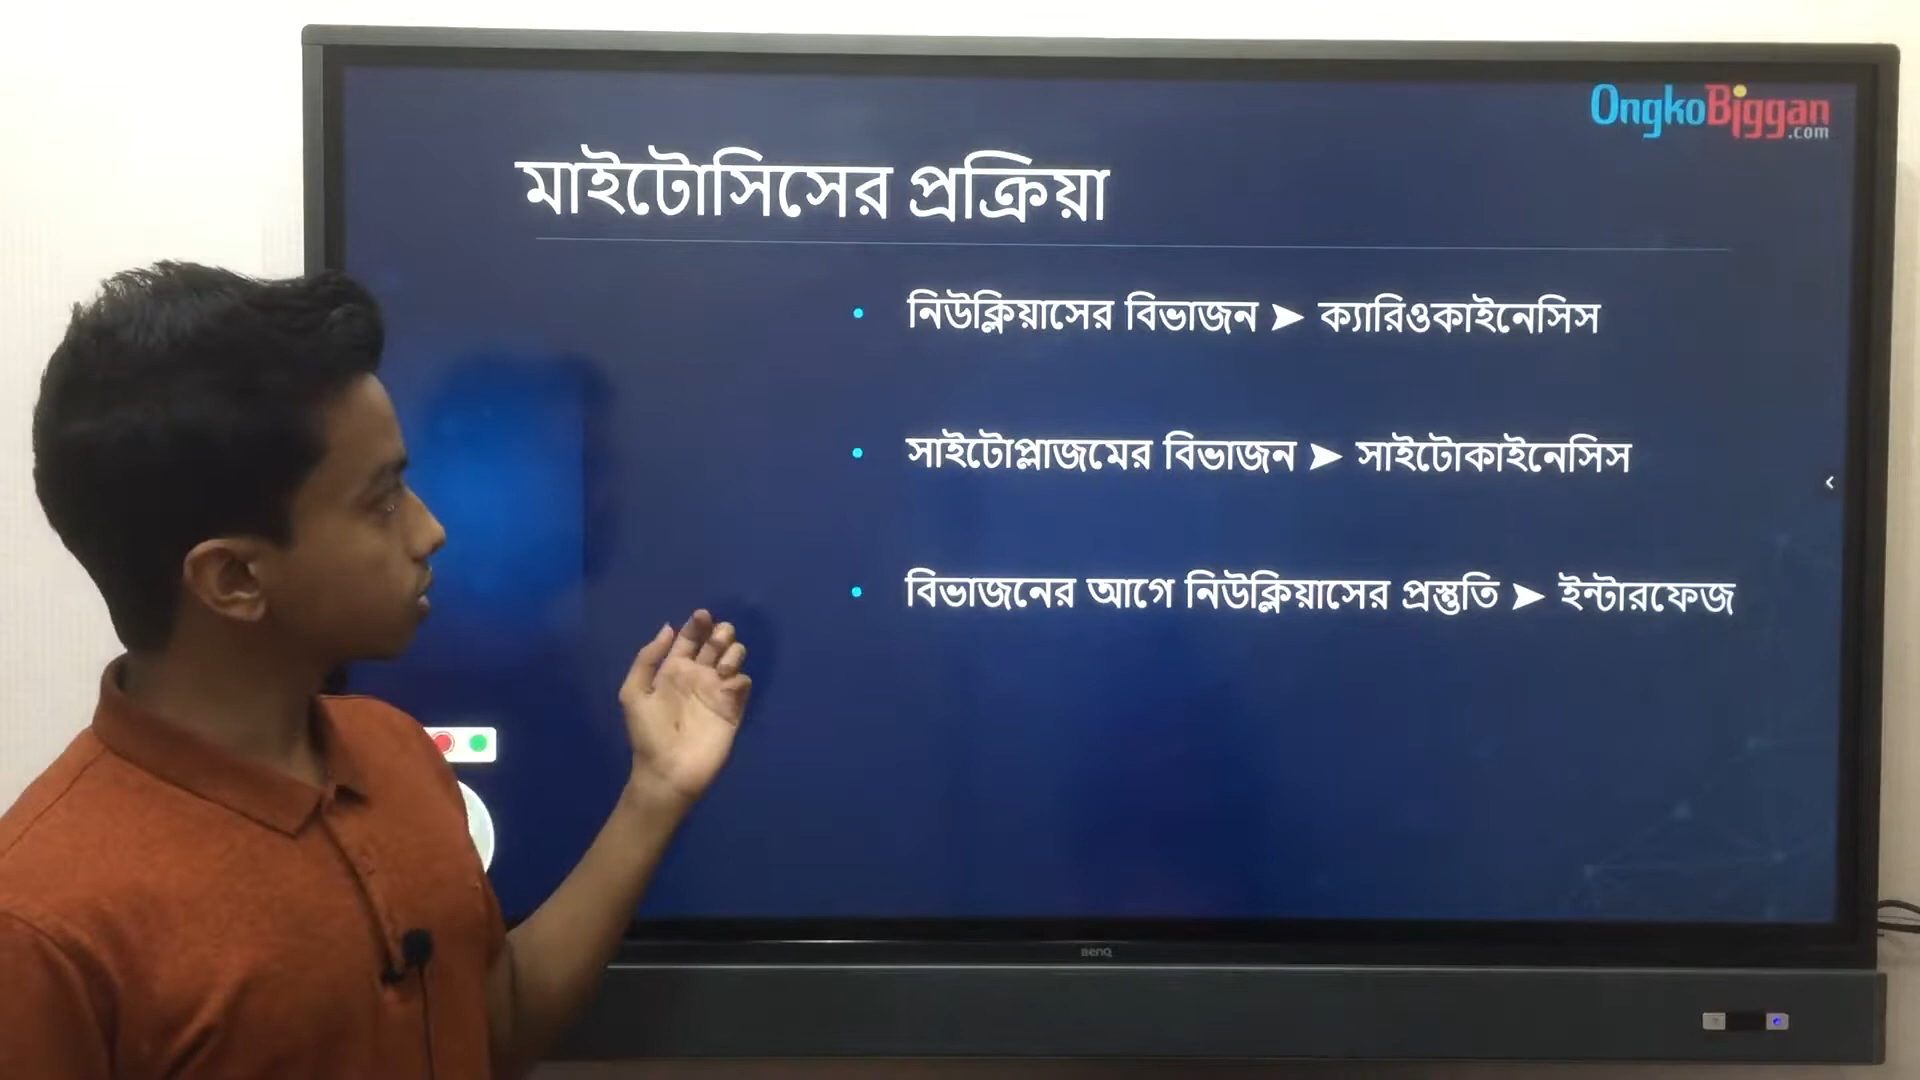 OngkoBiggan
.com
মাইটোসিসের প্রক্রিয়া
• নিউক্লিয়াসের বিভাজন ➤ ক্যারিওকাইনেসিস
• সাইটোপ্লাজমের বিভাজন ➤ সাইটোকাইনেসিস
• বিভাজনের আগে নিউক্লিয়াসের প্রস্তুতি ➤ ইন্টারফেজ
BenQ